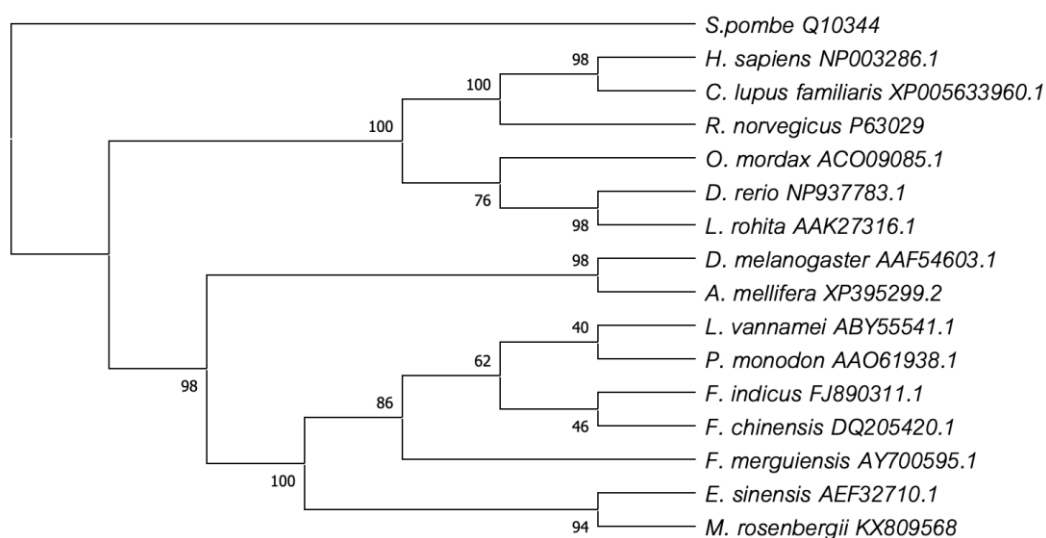 S.pombe Q10344
98 H. sapiens NP003286.1
100 C. lupus familiaris XP005633960.1
100 R. norvegicus P63029
O. mordax ACO09085.1
76 D. rerio NP937783.1
98 L. rohita AAK27316.1
98 D. melanogaster AAF54603.1
A. mellifera XP395299.2
40 L. vannamei ABY55541.1
62 P. monodon AAO61938.1
86 F. indicus FJ890311.1
98 46 F. chinensis DQ205420.1
F. merguiensis AY700595.1
100 E. sinensis AEF32710.1
94 M. rosenbergii KX809568